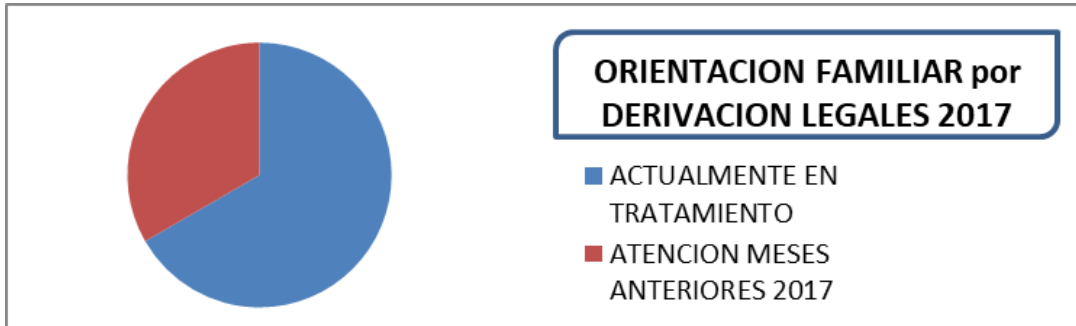 ORIENTACION FAMILIAR por
DERIVACION LEGALES 2017
ACTUALMENTE EN
TRATAMIENTO
ATENCION MESES
ANTERIORES 2017